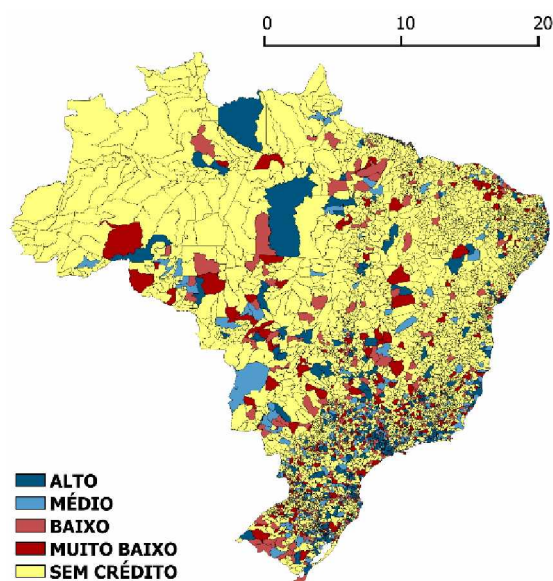 0 10 20
ALTO
MÉDIO
BAIXO
MUITO BAIXO
SEM CRÉDITO